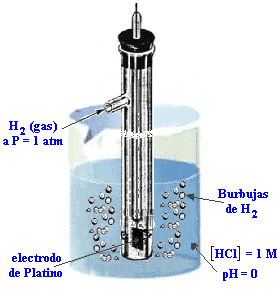 H₂ (gas)
a P = 1 atm
Burbujas
de H₂
electrodo
de Platino
[HCl] = 1 M
pH = 0